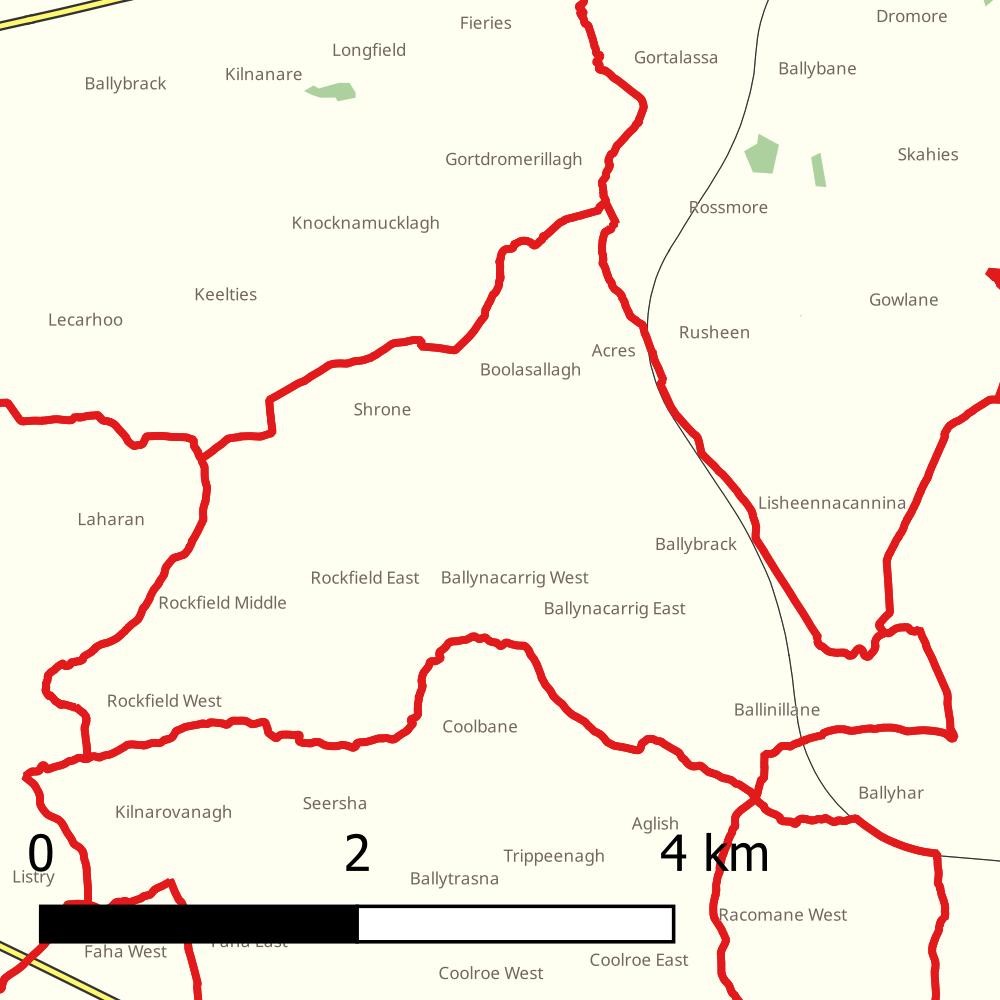 Dromore
Fieries
Longfield
Gortalassa
Ballybane
Kilnanare
Ballybrack
Skahies
Gortdromerillagh
Rossmore
Knocknamucklagh
Keelties
Gowlane
Lecarhoo
Rusheen
Acres
Boolasallagh
Shrone
Lisheennacannina
Laharan
Ballybrack
Rockfield East
Ballynacarrig West
Rockfield Middle
Ballynacarrig East
Rockfield West
Ballinillane
Coolbane
Ballyhar
Seersha
Kilnarovanagh
Aglish
0 2 4 km
Trippeenagh
Listry
Ballytrasna
Racomane West
Faha East
Faha West
Coolroe East
Coolroe West